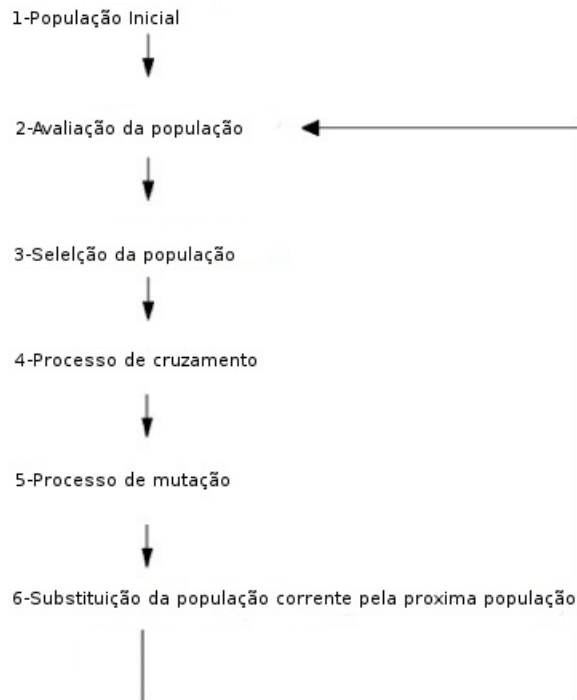 1-População Inicial
2-Avaliação da população
3-Selelção da população
4-Processo de cruzamento
5-Processo de mutação
6-Substituição da população corrente pela proxima população